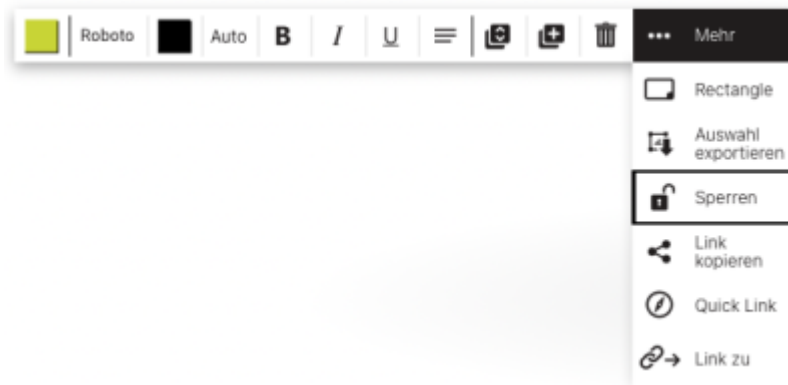 Roboto Auto B I U Mehr
Rectangle
Auswahl
exportieren
Sperren
Link
kopieren
Quick Link
Link zu